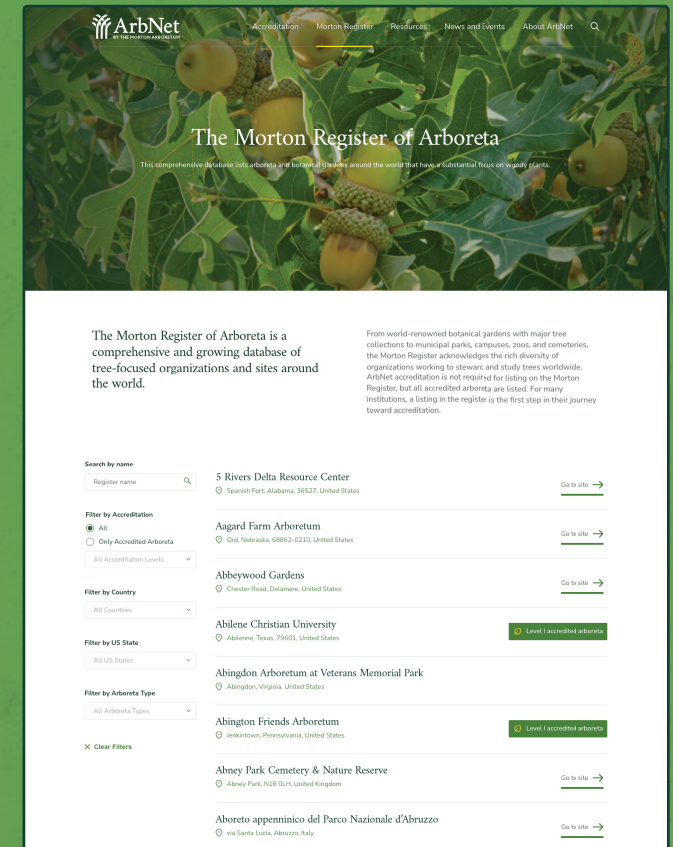 ArbNet
BY THE MORTON ARBORETUM
Accreditation Morton Register Resources News and Events About ArbNet
The Morton Register of Arboreta
This comprehensive database lists arboreta and botanical gardens around the world that have a substantial focus on woody plants.
The Morton Register of Arboreta is a
comprehensive and growing database of
tree-focused organizations and sites around
the world.
From world-renowned botanical gardens with major tree
collections to municipal parks, campuses, zoos, and cemeteries,
the Morton Register acknowledges the rich diversity of
organizations working to steward and study trees worldwide.
ArbNet accreditation is not required for listing on the Morton
Register, but all accredited arboreta are listed. For many
institutions, a listing in the register is the first step in their journey
toward accreditation.
Search by name
Register name
Filter by Accreditation
All
Only Accredited Arboreta
All Accreditation Levels
Filter by Country
All Countries
Filter by US State
All US States
Filter by Arboreta Type
All Arboreta Types
Clear Filters
5 Rivers Delta Resource Center
Spanish Fort, Alabama, 36527, United States
Go to site
Aagard Farm Arboretum
Ord, Nebraska, 68862-0210, United States
Go to site
Abbeywood Gardens
Chester Road, Delamere, United States
Go to site
Abilene Christian University
Abilenne, Texas, 79601, United States
Level I accredited arboreta
Abingdon Arboretum at Veterans Memorial Park
Abingdon, Virginia, United States
Abington Friends Arboretum
Jenkintown, Pennsylvania, United States
Level I accredited arboreta
Abney Park Cemetery & Nature Reserve
Abney Park, N16 0LH, United Kingdom
Go to site
Aboreto appenninico del Parco Nazionale d'Abruzzo
via Santa Lucia, Abruzzo, Italy
Go to site